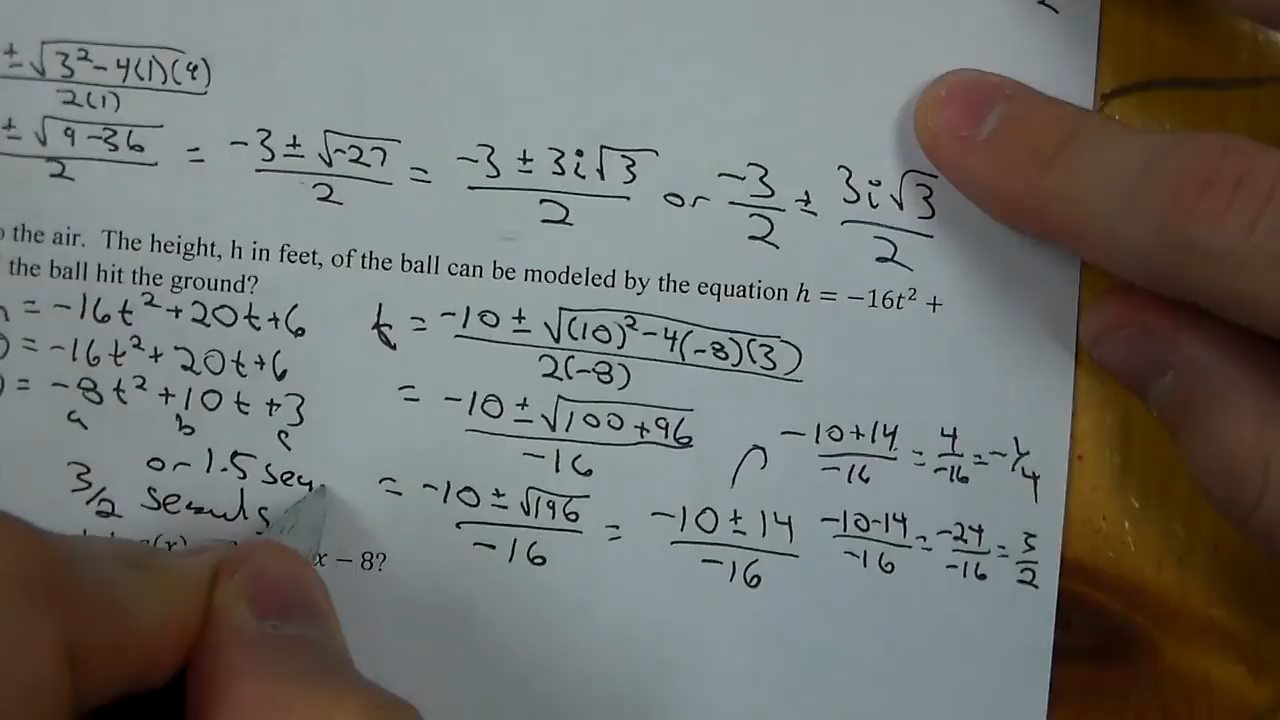 ± √3² - 4(1)(9)
2(1)
± √9-36 / 2 = -3 ± √-27 / 2 = -3 ± 3i√3 / 2 or -3/2 ± 3i√3 / 2
the air. The height, h in feet, of the ball can be modeled by the equation h = −16t² +
the ball hit the ground?
= -16t² + 20t + 6
= -16t² + 20t + 6
= -8t² + 10t + 3
a b c
or 1.5 sec
3/2 seconds
t = -10 ± √(10)² - 4(-8)(3) / 2(-8)
= -10 ± √100 + 96 / -16
= -10 ± √196 / -16 = -10 ± 14 / -16
-10 + 14 / -16 = 4 / -16 = -1/4
-10 - 14 / -16 = -24 / -16 = 3/2
x − 8?